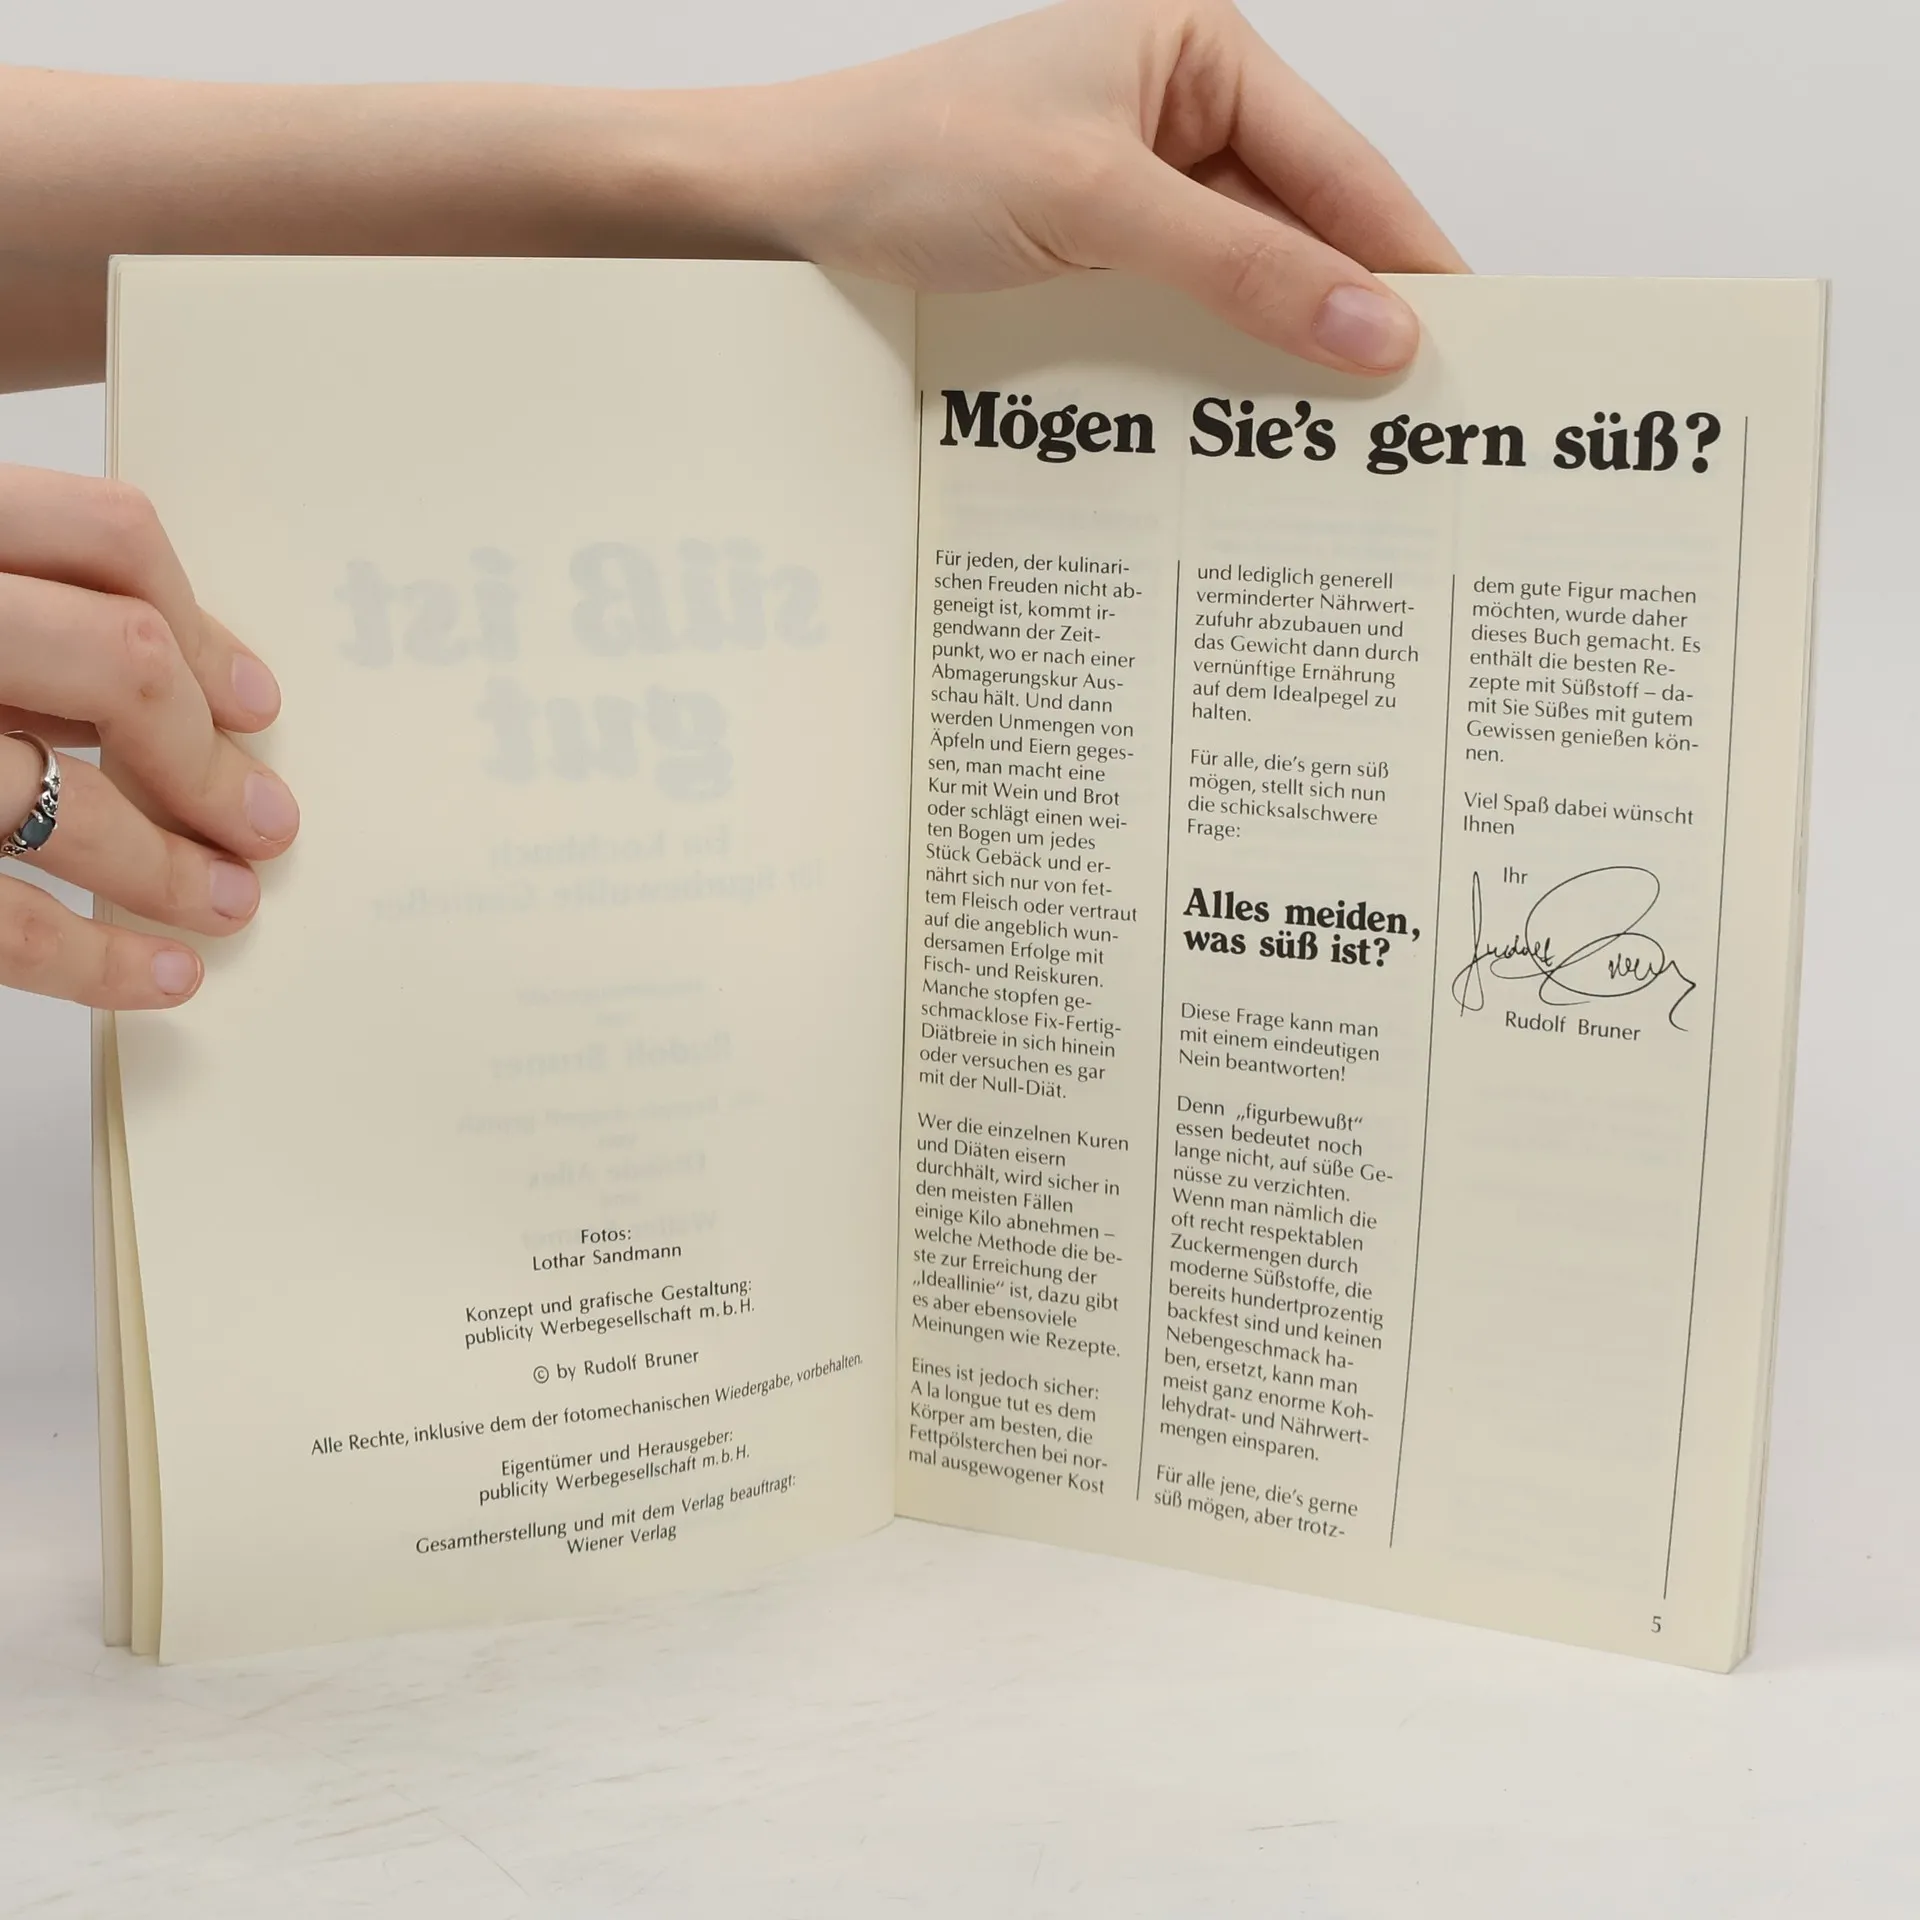 Fotos:
Lothar Sandmann
Konzept und grafische Gestaltung:
publicity Werbegesellschaft m.b.H.
© by Rudolf Bruner
Alle Rechte, inklusive dem der fotomechanischen Wiedergabe, vorbehalten.
Eigentümer und Herausgeber:
publicity Werbegesellschaft m.b.H.
Gesamtherstellung und mit dem Verlag beauftragt:
Wiener Verlag
Mögen Sie's gern süß?
Für jeden, der kulinari-
schen Freuden nicht ab-
geneigt ist, kommt ir-
gendwann der Zeit-
punkt, wo er nach einer
Abmagerungskur Aus-
schau hält. Und dann
werden Unmengen von
Äpfeln und Eiern geges-
sen, man macht eine
Kur mit Wein und Brot
oder schlägt einen wei-
ten Bogen um jedes
Stück Gebäck und er-
nährt sich nur von fet-
tem Fleisch oder vertraut
auf die angeblich wun-
dersamen Erfolge mit
Fisch- und Reiskuren.
Manche stopfen ge-
schmacklose Fix-Fertig-
Diätbreie in sich hinein
oder versuchen es gar
mit der Null-Diät.
Wer die einzelnen Kuren
und Diäten eisern
durchhält, wird sicher in
den meisten Fällen
einige Kilo abnehmen –
welche Methode die be-
ste zur Erreichung der
„Ideallinie“ ist, dazu gibt
es aber ebensoviele
Meinungen wie Rezepte.
Eines ist jedoch sicher:
A la longue tut es dem
Körper am besten, die
Fettpölsterchen bei nor-
mal ausgewogener Kost
und lediglich generell
verminderter Nährwert-
zufuhr abzubauen und
das Gewicht dann durch
vernünftige Ernährung
auf dem Idealpegel zu
halten.
Für alle, die's gern süß
mögen, stellt sich nun
die schicksalschwere
Frage:
Alles meiden,
was süß ist?
Diese Frage kann man
mit einem eindeutigen
Nein beantworten!
Denn „figurbewußt“
essen bedeutet noch
lange nicht, auf süße Ge-
nüsse zu verzichten.
Wenn man nämlich die
oft recht respektablen
Zuckermengen durch
moderne Süßstoffe, die
bereits hundertprozentig
backfest sind und keinen
Nebengeschmack ha-
ben, ersetzt, kann man
meist ganz enorme Koh-
lehydrat- und Nährwert-
mengen einsparen.
Für alle jene, die's gerne
süß mögen, aber trotz-
dem gute Figur machen
möchten, wurde daher
dieses Buch gemacht. Es
enthält die besten Re-
zepte mit Süßstoff – da-
mit Sie Süßes mit gutem
Gewissen genießen kön-
nen.
Viel Spaß dabei wünscht
Ihnen
Ihr
Rudolf Bruner
Rudolf Bruner
5